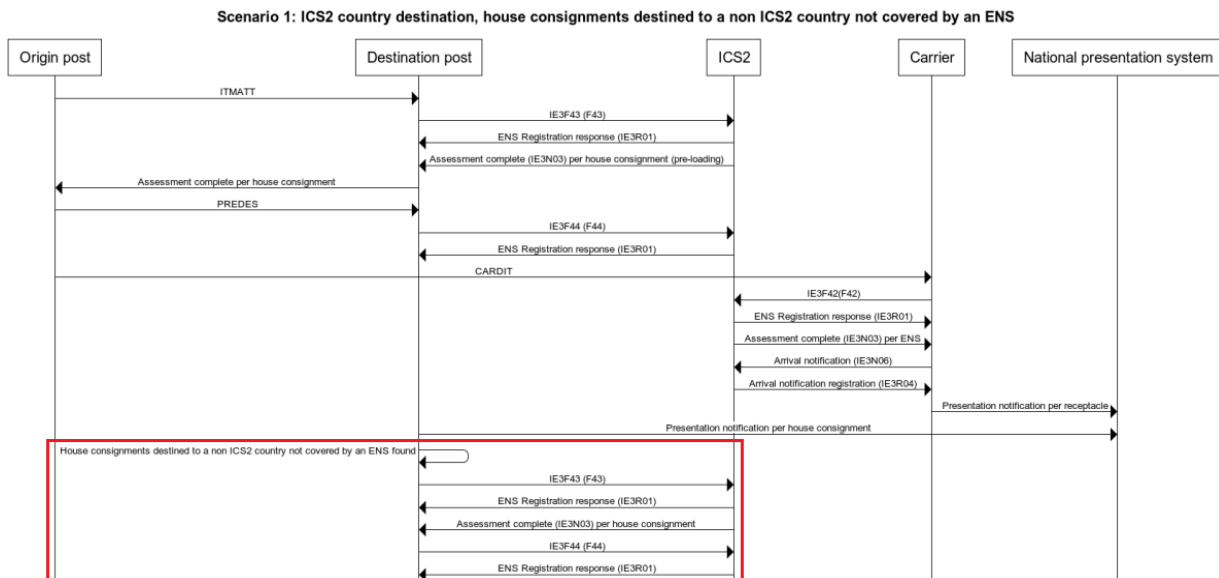 Scenario 1: ICS2 country destination, house consignments destined to a non ICS2 country not covered by an ENS
Origin post
Destination post
ICS2
Carrier
National presentation system
ITMATT
IE3F43 (F43)
ENS Registration response (IE3R01)
Assessment complete (IE3N03) per house consignment (pre-loading)
Assessment complete per house consignment
PREDES
IE3F44 (F44)
ENS Registration response (IE3R01)
CARDIT
IE3F42(F42)
ENS Registration response (IE3R01)
Assessment complete (IE3N03) per ENS
Arrival notification (IE3N06)
Arrival notification registration (IE3R04)
Presentation notification per receptacle
Presentation notification per house consignment
House consignments destined to a non ICS2 country not covered by an ENS found
IE3F43 (F43)
ENS Registration response (IE3R01)
Assessment complete (IE3N03) per house consignment
IE3F44 (F44)
ENS Registration response (IE3R01)